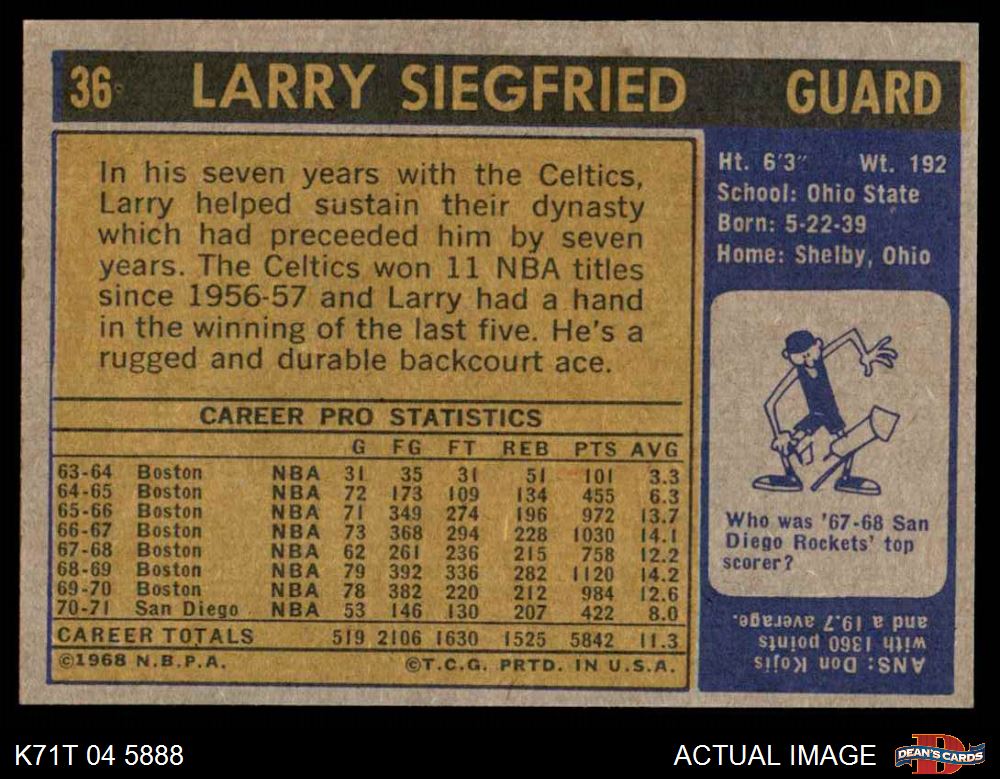 36 LARRY SIEGFRIED GUARD
In his seven years with the Celtics,
Larry helped sustain their dynasty
which had preceeded him by seven
years. The Celtics won 11 NBA titles
since 1956-57 and Larry had a hand
in the winning of the last five. He's a
rugged and durable backcourt ace.
CAREER PRO STATISTICS
G FG FT REB PTS AVG
63-64 Boston NBA 31 35 31 51 101 3.3
64-65 Boston NBA 72 173 109 134 455 6.3
65-66 Boston NBA 71 349 274 196 972 13.7
66-67 Boston NBA 73 368 294 228 1030 14.1
67-68 Boston NBA 62 261 236 215 758 12.2
68-69 Boston NBA 79 392 336 282 1120 14.2
69-70 Boston NBA 78 382 220 212 984 12.6
70-71 San Diego NBA 53 146 130 207 422 8.0
CAREER TOTALS 519 2106 1630 1525 5842 11.3
©1968 N.B.P.A. ©T.C.G. PRTD. IN U.S.A.
Ht. 6'3" Wt. 192
School: Ohio State
Born: 5-22-39
Home: Shelby, Ohio
Who was '67-68 San
Diego Rockets' top
scorer?
ANS: Don Kojis
with 1360 points
and a 19.7 average.
K71T 04 5888
ACTUAL IMAGE
D
DEAN'S CARDS